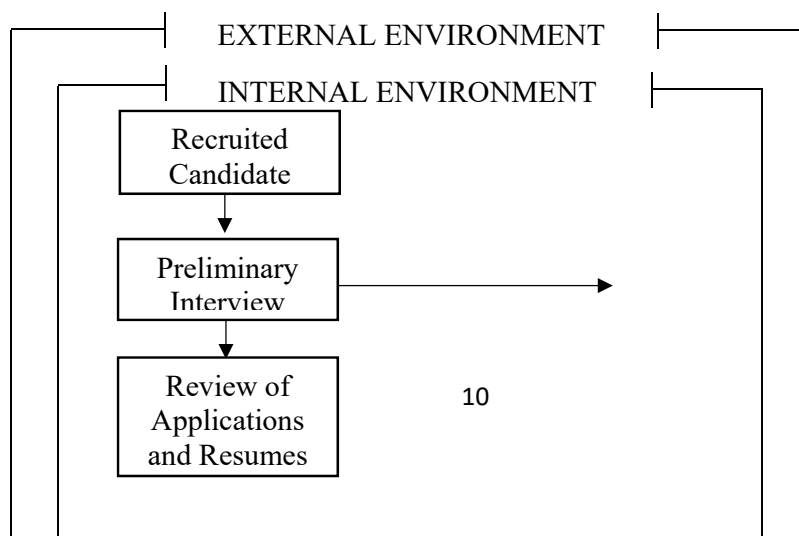 EXTERNAL ENVIRONMENT
INTERNAL ENVIRONMENT
Recruited
Candidate
Preliminary
Interview
Review of
Applications
and Resumes
10